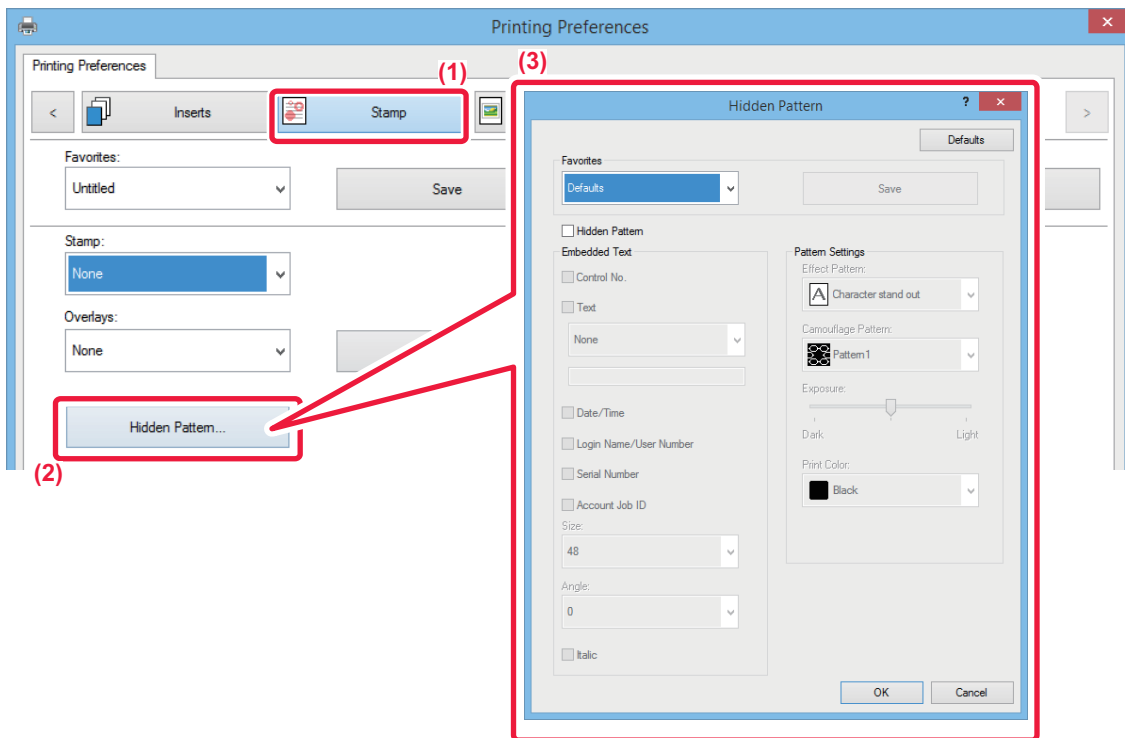 Printing Preferences
Printing Preferences
(1)
(3)
<
Inserts
Stamp
>
Favorites:
Untitled
Save
Stamp:
None
Overlays:
None
Hidden Pattern...
(2)
Hidden Pattern
?
Defaults
Favorites
Defaults
Save
Hidden Pattern
Embedded Text
Control No.
Text
None
Date/Time
Login Name/User Number
Serial Number
Account Job ID
Size:
48
Angle:
0
Italic
Pattern Settings
Effect Pattern:
A Character stand out
Camouflage Pattern:
Pattern1
Exposure:
Dark Light
Print Color:
Black
OK Cancel